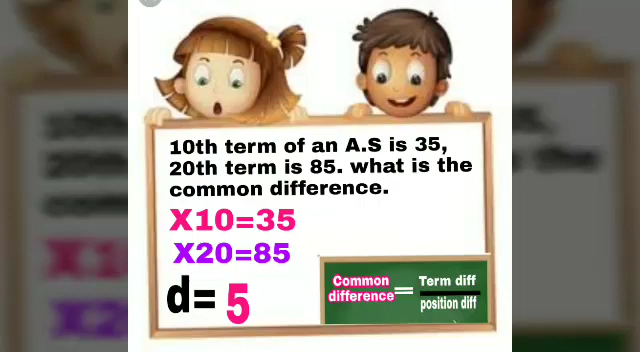 10th term of an A.S is 35,
20th term is 85. what is the
common difference.
X10=35
X20=85
d= 5
Common difference = Term diff
position diff